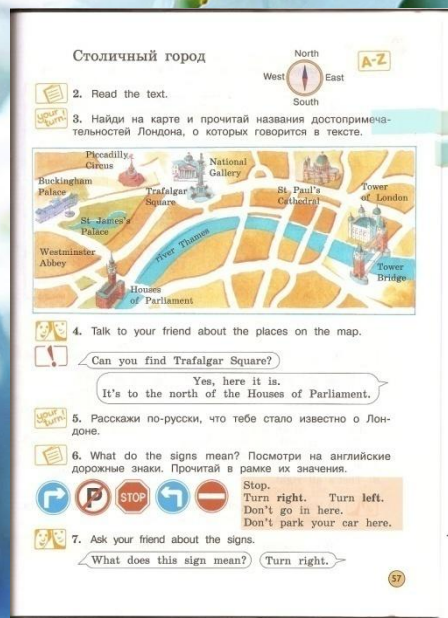 Столичный город
North
A-Z
West
East
South
2. Read the text.
your turn!
3. Найди на карте и прочитай названия достопримеча-
тельностей Лондона, о которых говорится в тексте.
Piccadilly
Circus
National
Gallery
Buckingham
Palace
Trafalgar
Square
St. Paul's
Cathedral
Tower
of London
St James's
Palace
River Thames
Westminster
Abbey
Tower
Bridge
Houses
of Parliament
4. Talk to your friend about the places on the map.
!
Can you find Trafalgar Square?
Yes, here it is.
It's to the north of the Houses of Parliament.
your turn!
5. Расскажи по-русски, что тебе стало известно о Лон-
доне.
6. What do the signs mean? Посмотри на английские
дорожные знаки. Прочитай в рамке их значения.
P
STOP
Stop.
Turn right. Turn left.
Don't go in here.
Don't park your car here.
7. Ask your friend about the signs.
What does this sign mean?
Turn right.
57